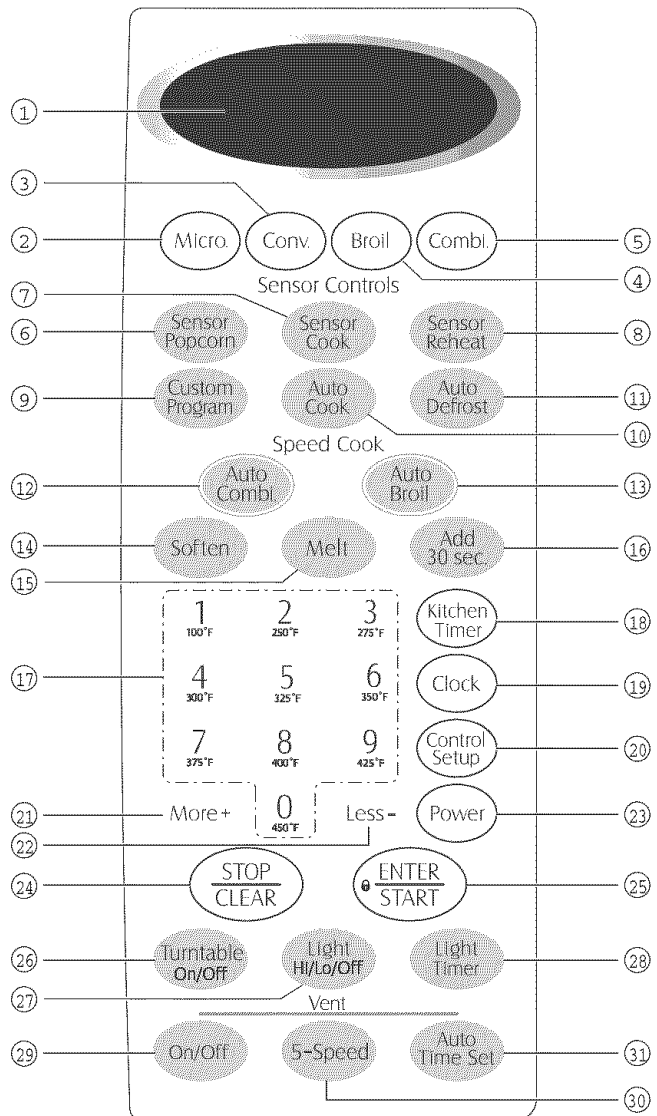 ①
③
② Micro. Conv. Broil Combi. ⑤
④
Sensor Controls
⑦
⑥ Sensor Popcorn Sensor Cook Sensor Reheat ⑧
⑨ Custom Program Auto Cook Auto Defrost ⑪
⑩
Speed Cook
⑫ Auto Combi Auto Broil ⑬
⑭ Soften Melt Add 30 sec. ⑯
⑮
1 2 3 Kitchen Timer ⑱
100°F 250°F 275°F
⑰ 4 5 6 Clock ⑲
300°F 325°F 350°F
7 8 9 Control Setup ⑳
375°F 400°F 425°F
㉑ More+ 0 Less- Power ㉓
450°F
㉒
㉔ STOP CLEAR ENTER START ㉕
㉖ Turntable On/Off Light Hi/Lo/Off Light Timer ㉘
㉗
Vent
㉙ On/Off 5-Speed Auto Time Set ㉛
㉚